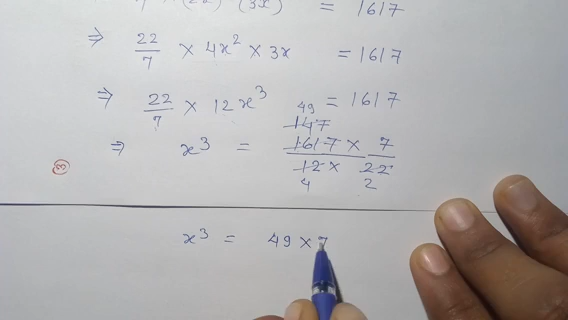 = 1617
⇒ 22/7 × 4x² × 3x = 1617
⇒ 22/7 × 12x³ = 1617
49
147
⇒ x³ = 1617 × 7 / 12 × 22
4 2
③
x³ = 49 × 7